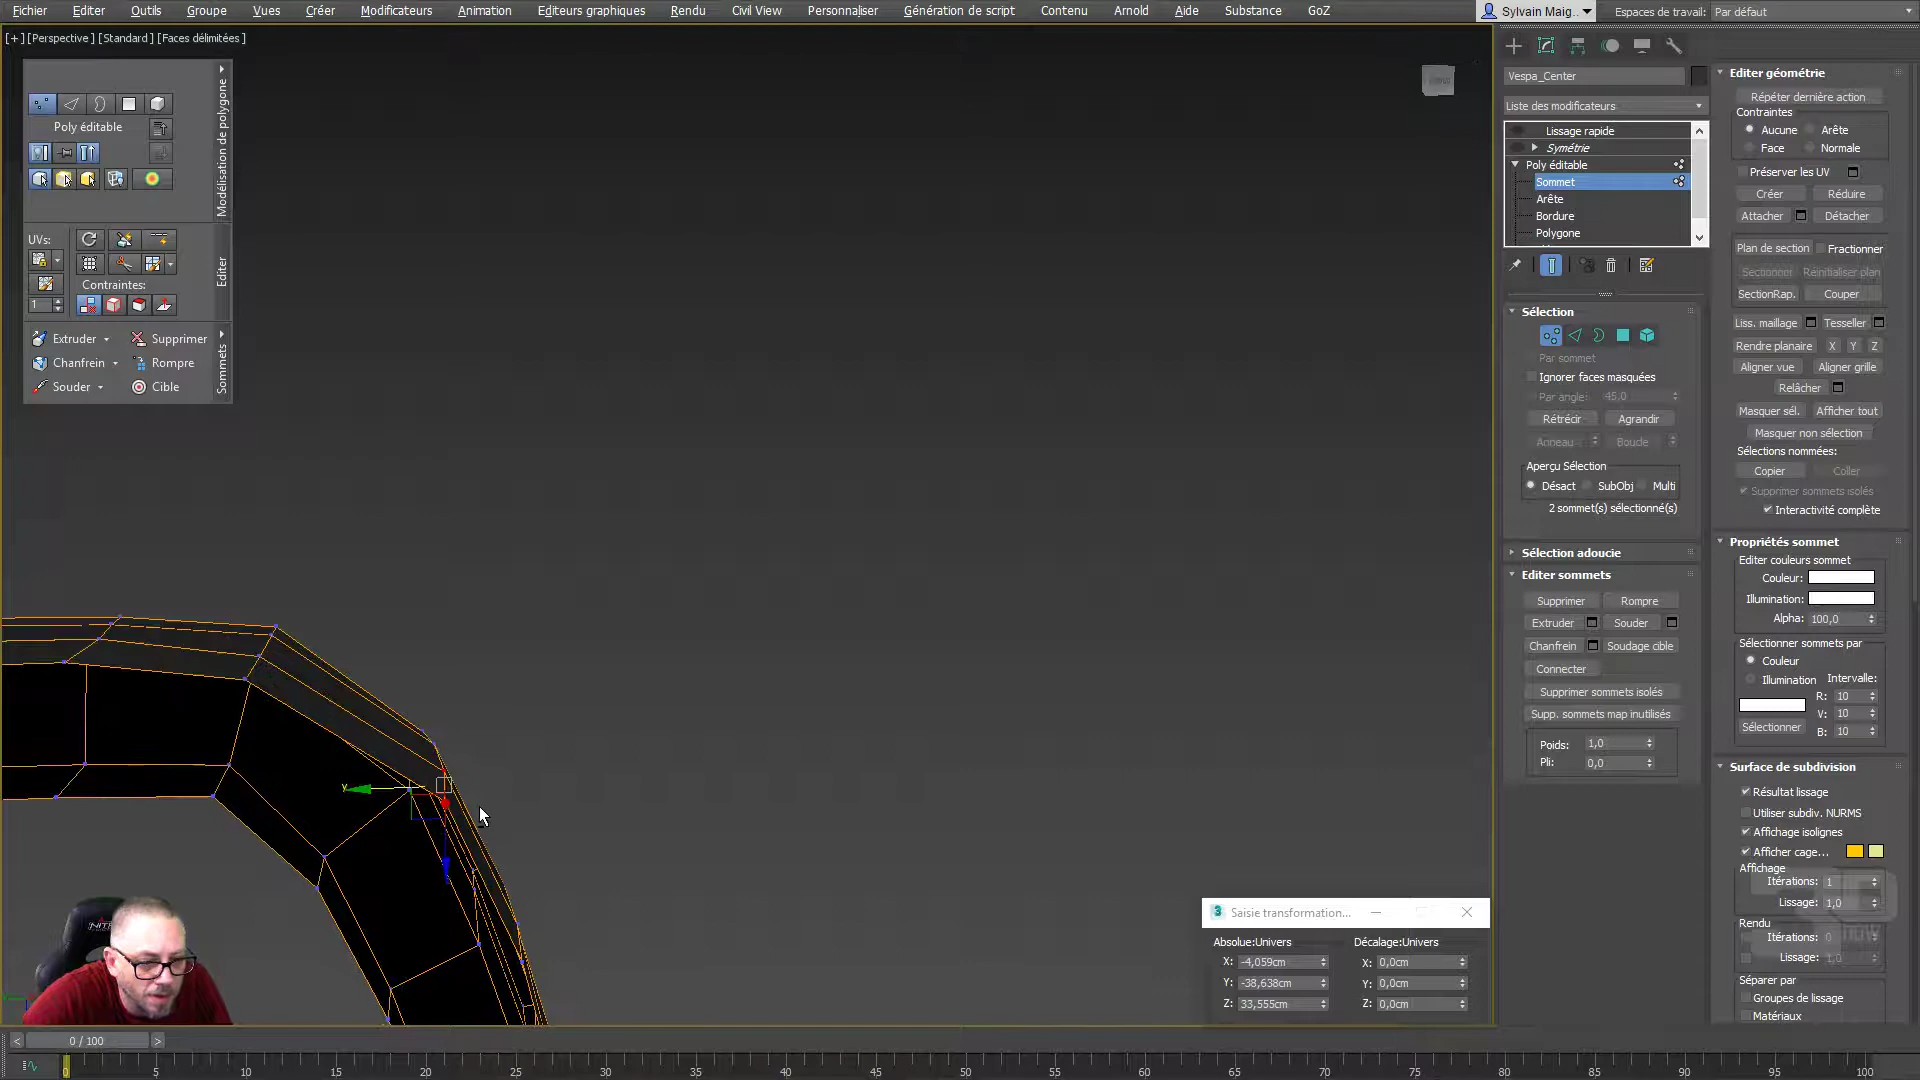 Fichier Editer Outils Groupe Vues Créer Modificateurs Animation Editeurs graphiques Rendu Civil View Personnaliser Génération de script Contenu Arnold Aide Substance GoZ Sylvain Maig.. Espaces de travail: Par défaut
[+] [Perspective] [Standard] [Faces délimitées]
Modélisation de polygone
Poly éditable
UVs:
1
Contraintes:
Editer
Extruder Supprimer
Chanfrein Rompre
Souder Cible
Sommets
y
Vespa_Center
Liste des modificateurs
Lissage rapide
Symétrie
Poly éditable
Sommet
Arête
Bordure
Polygone
Sélection
Par sommet
Ignorer faces masquées
Par angle: 45,0
Rétrécir Agrandir
Anneau Boucle
Aperçu Sélection
Désact SubObj Multi
2 sommet(s) sélectionné(s)
Sélection adoucie
Editer sommets
Supprimer Rompre
Extruder Souder
Chanfrein Soudage cible
Connecter
Supprimer sommets isolés
Supp. sommets map inutilisés
Poids: 1,0
Pli: 0,0
Editer géométrie
Répéter dernière action
Contraintes
Aucune Arête
Face Normale
Préserver les UV
Créer Réduire
Attacher Détacher
Plan de section Fractionner
Sectionnr Réinitialiser plan
SectionRap. Couper
Liss. maillage Tesseller
Rendre planaire X Y Z
Aligner vue Aligner grille
Relâcher
Masquer sél. Afficher tout
Masquer non sélection
Sélections nommées:
Copier Coller
Supprimer sommets isolés
Interactivité complète
Propriétés sommet
Editer couleurs sommet
Couleur:
Illumination:
Alpha: 100,0
Sélectionner sommets par
Couleur
Illumination Intervalle:
R: 10
V: 10
Sélectionner B: 10
Surface de subdivision
Résultat lissage
Utiliser subdiv. NURMS
Affichage isolignes
Afficher cage...
Affichage
Itérations: 1
Lissage: 1,0
Rendu
Itérations: 0
Lissage: 1,0
Séparer par
Groupes de lissage
Matériaux
3 Saisie transformation...
Absolue:Univers Décalage:Univers
X: -4,059cm X: 0,0cm
Y: -38,638cm Y: 0,0cm
Z: 33,555cm Z: 0,0cm
< 0 / 100 >
0 5 10 15 20 25 30 35 40 45 50 55 60 65 70 75 80 85 90 95 100